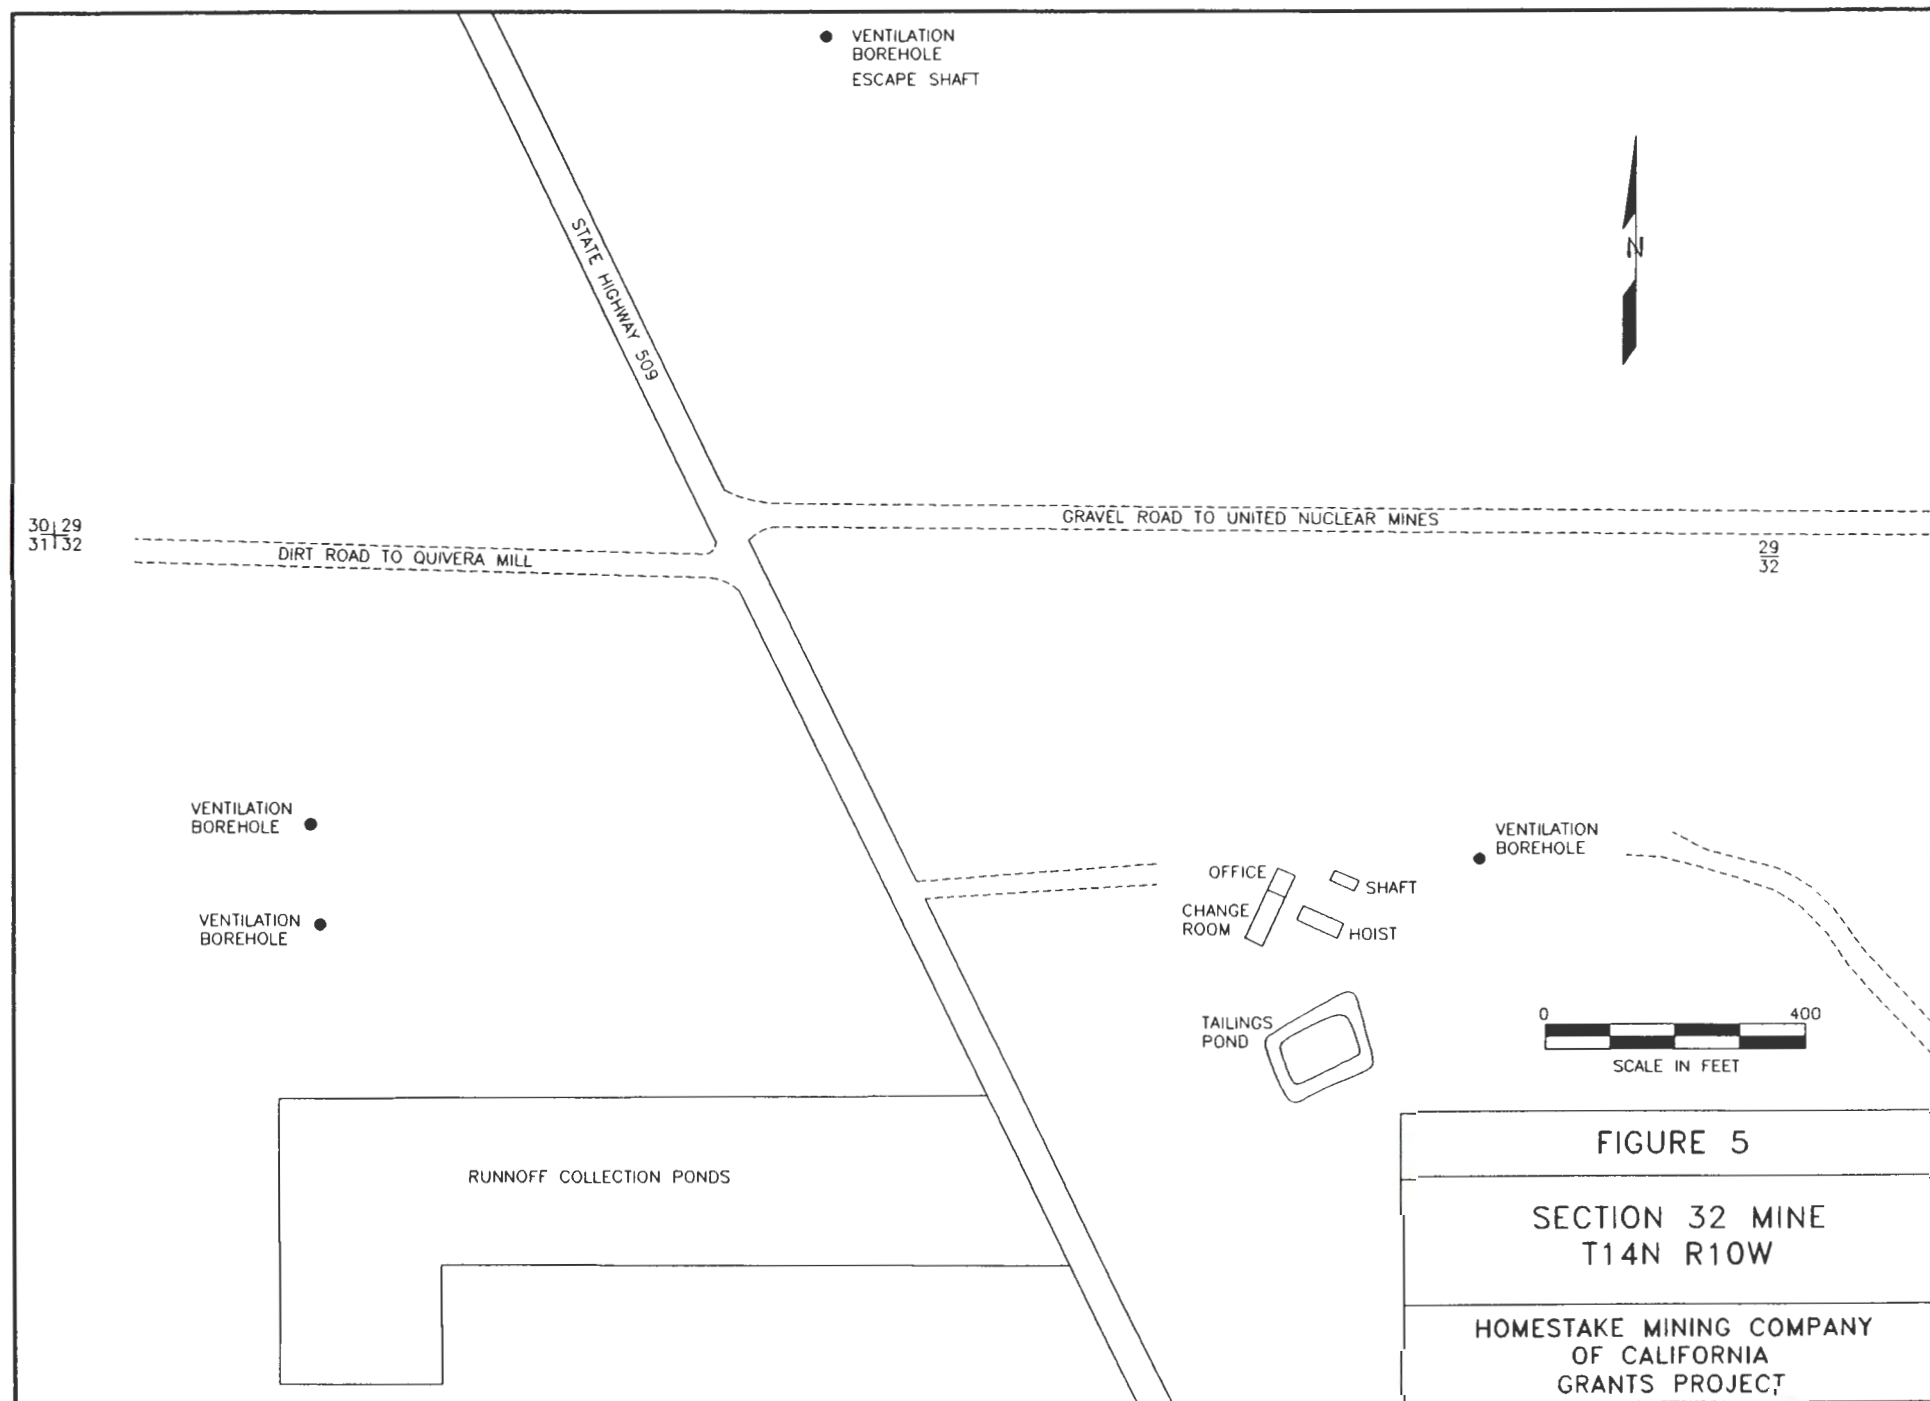 VENTILATION
BOREHOLE
ESCAPE SHAFT
N
STATE HIGHWAY 509
GRAVEL ROAD TO UNITED NUCLEAR MINES
30 29
31 32
DIRT ROAD TO QUIVERA MILL
29
32
VENTILATION
BOREHOLE
VENTILATION
BOREHOLE
OFFICE
SHAFT
CHANGE
ROOM
HOIST
VENTILATION
BOREHOLE
TAILINGS
POND
0 400
SCALE IN FEET
RUNNOFF COLLECTION PONDS
FIGURE 5
SECTION 32 MINE
T14N R10W
HOMESTAKE MINING COMPANY
OF CALIFORNIA
GRANTS PROJECT